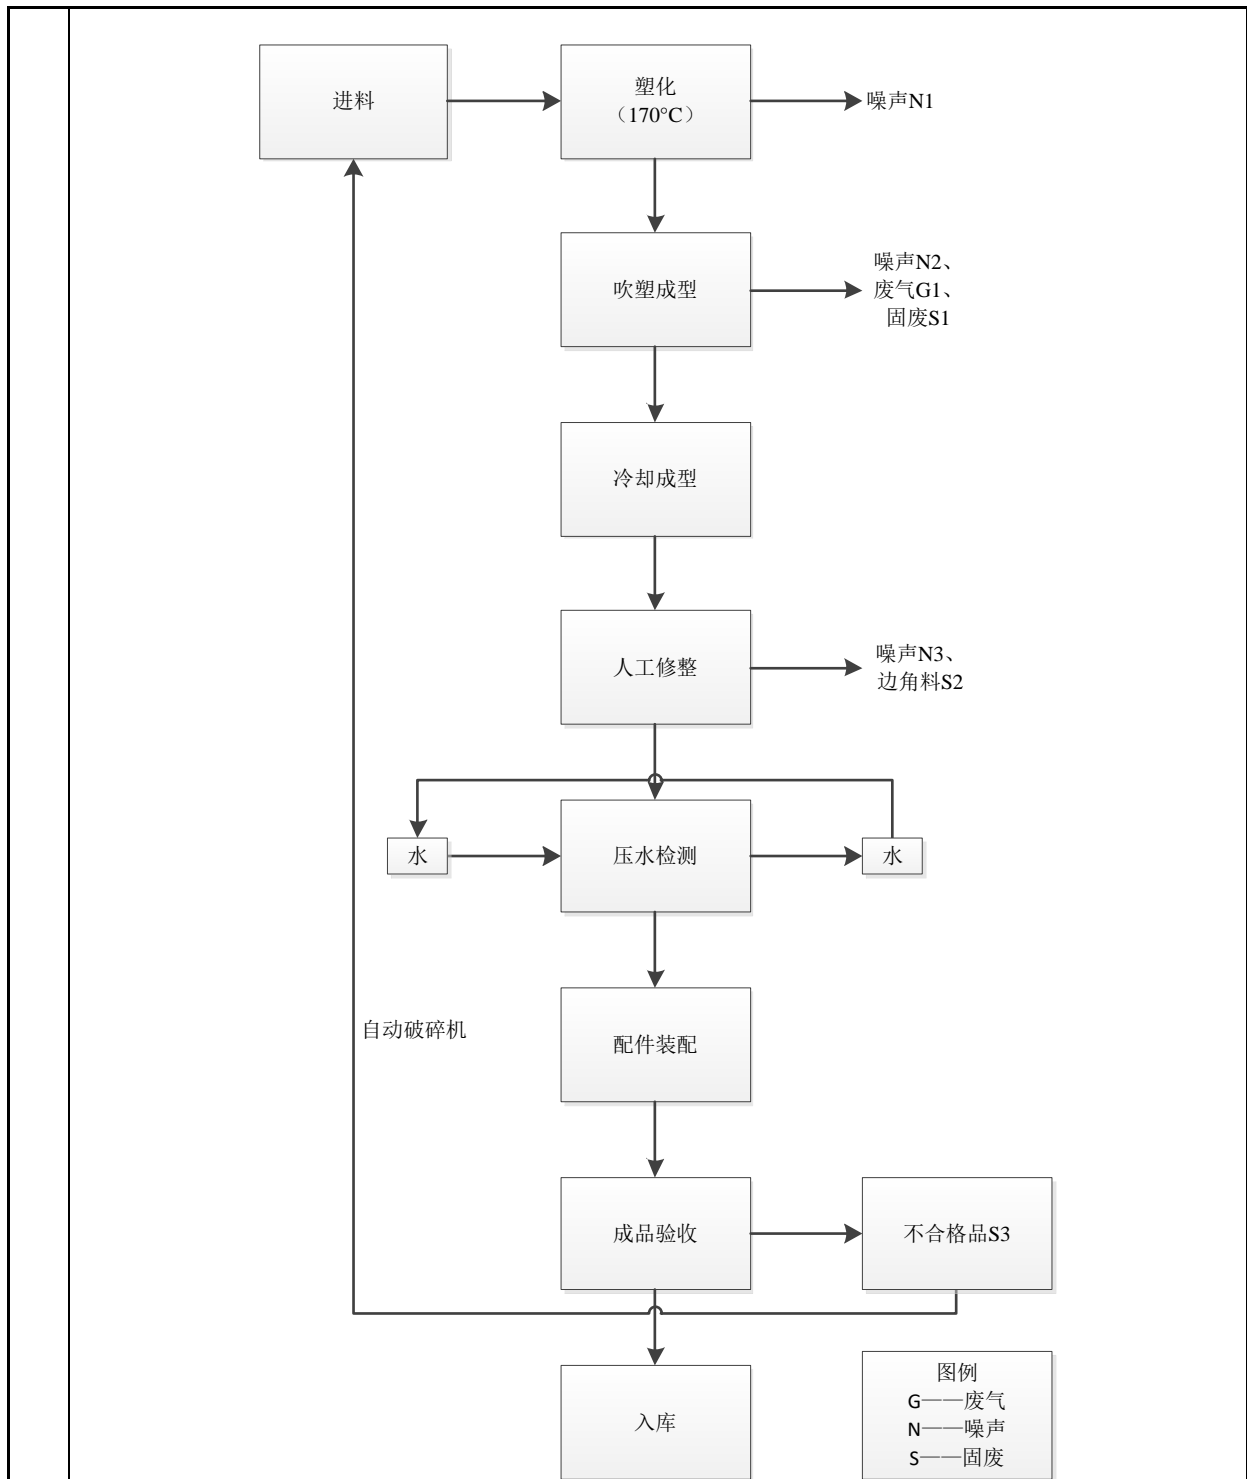 进料
塑化
（170°C）
噪声N1
吹塑成型
噪声N2、
废气G1、
固废S1
冷却成型
人工修整
噪声N3、
边角料S2
水
压水检测
水
自动破碎机
配件装配
成品验收
不合格品S3
入库
图例
G——废气
N——噪声
S——固废